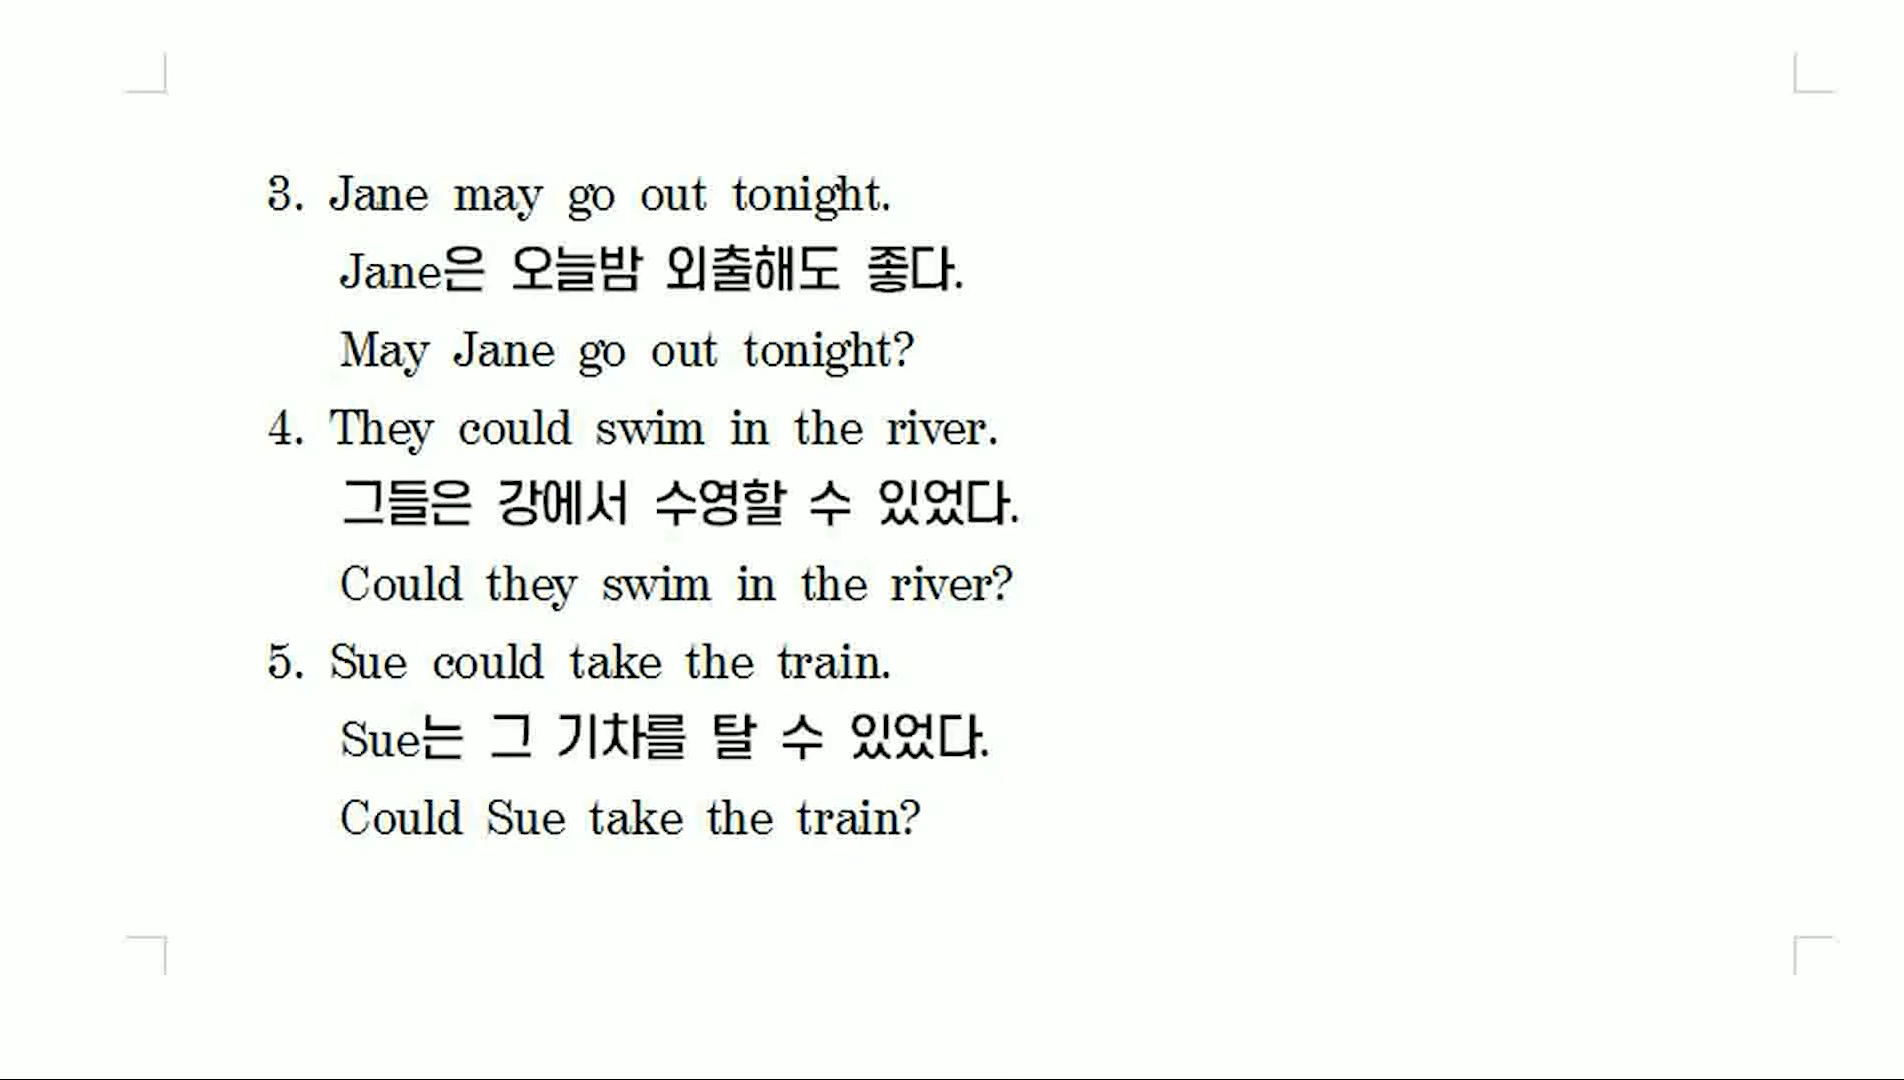 3. Jane may go out tonight.
Jane은 오늘밤 외출해도 좋다.
May Jane go out tonight?
4. They could swim in the river.
그들은 강에서 수영할 수 있었다.
Could they swim in the river?
5. Sue could take the train.
Sue는 그 기차를 탈 수 있었다.
Could Sue take the train?